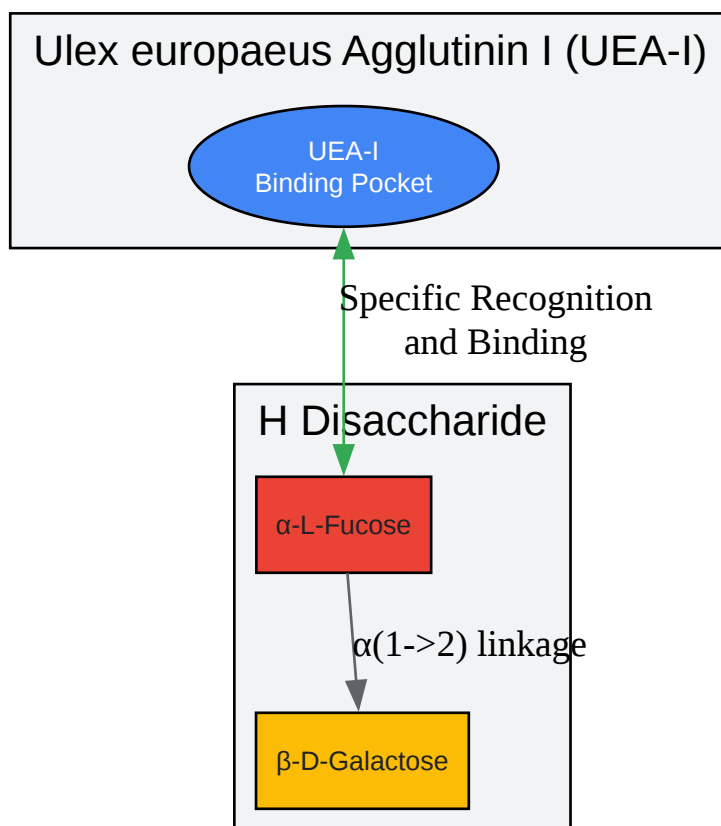 Ulex europaeus Agglutinin I (UEA-I)
UEA-I
Binding Pocket
Specific Recognition
and Binding
H Disaccharide
α-L-Fucose
α(1->2) linkage
β-D-Galactose